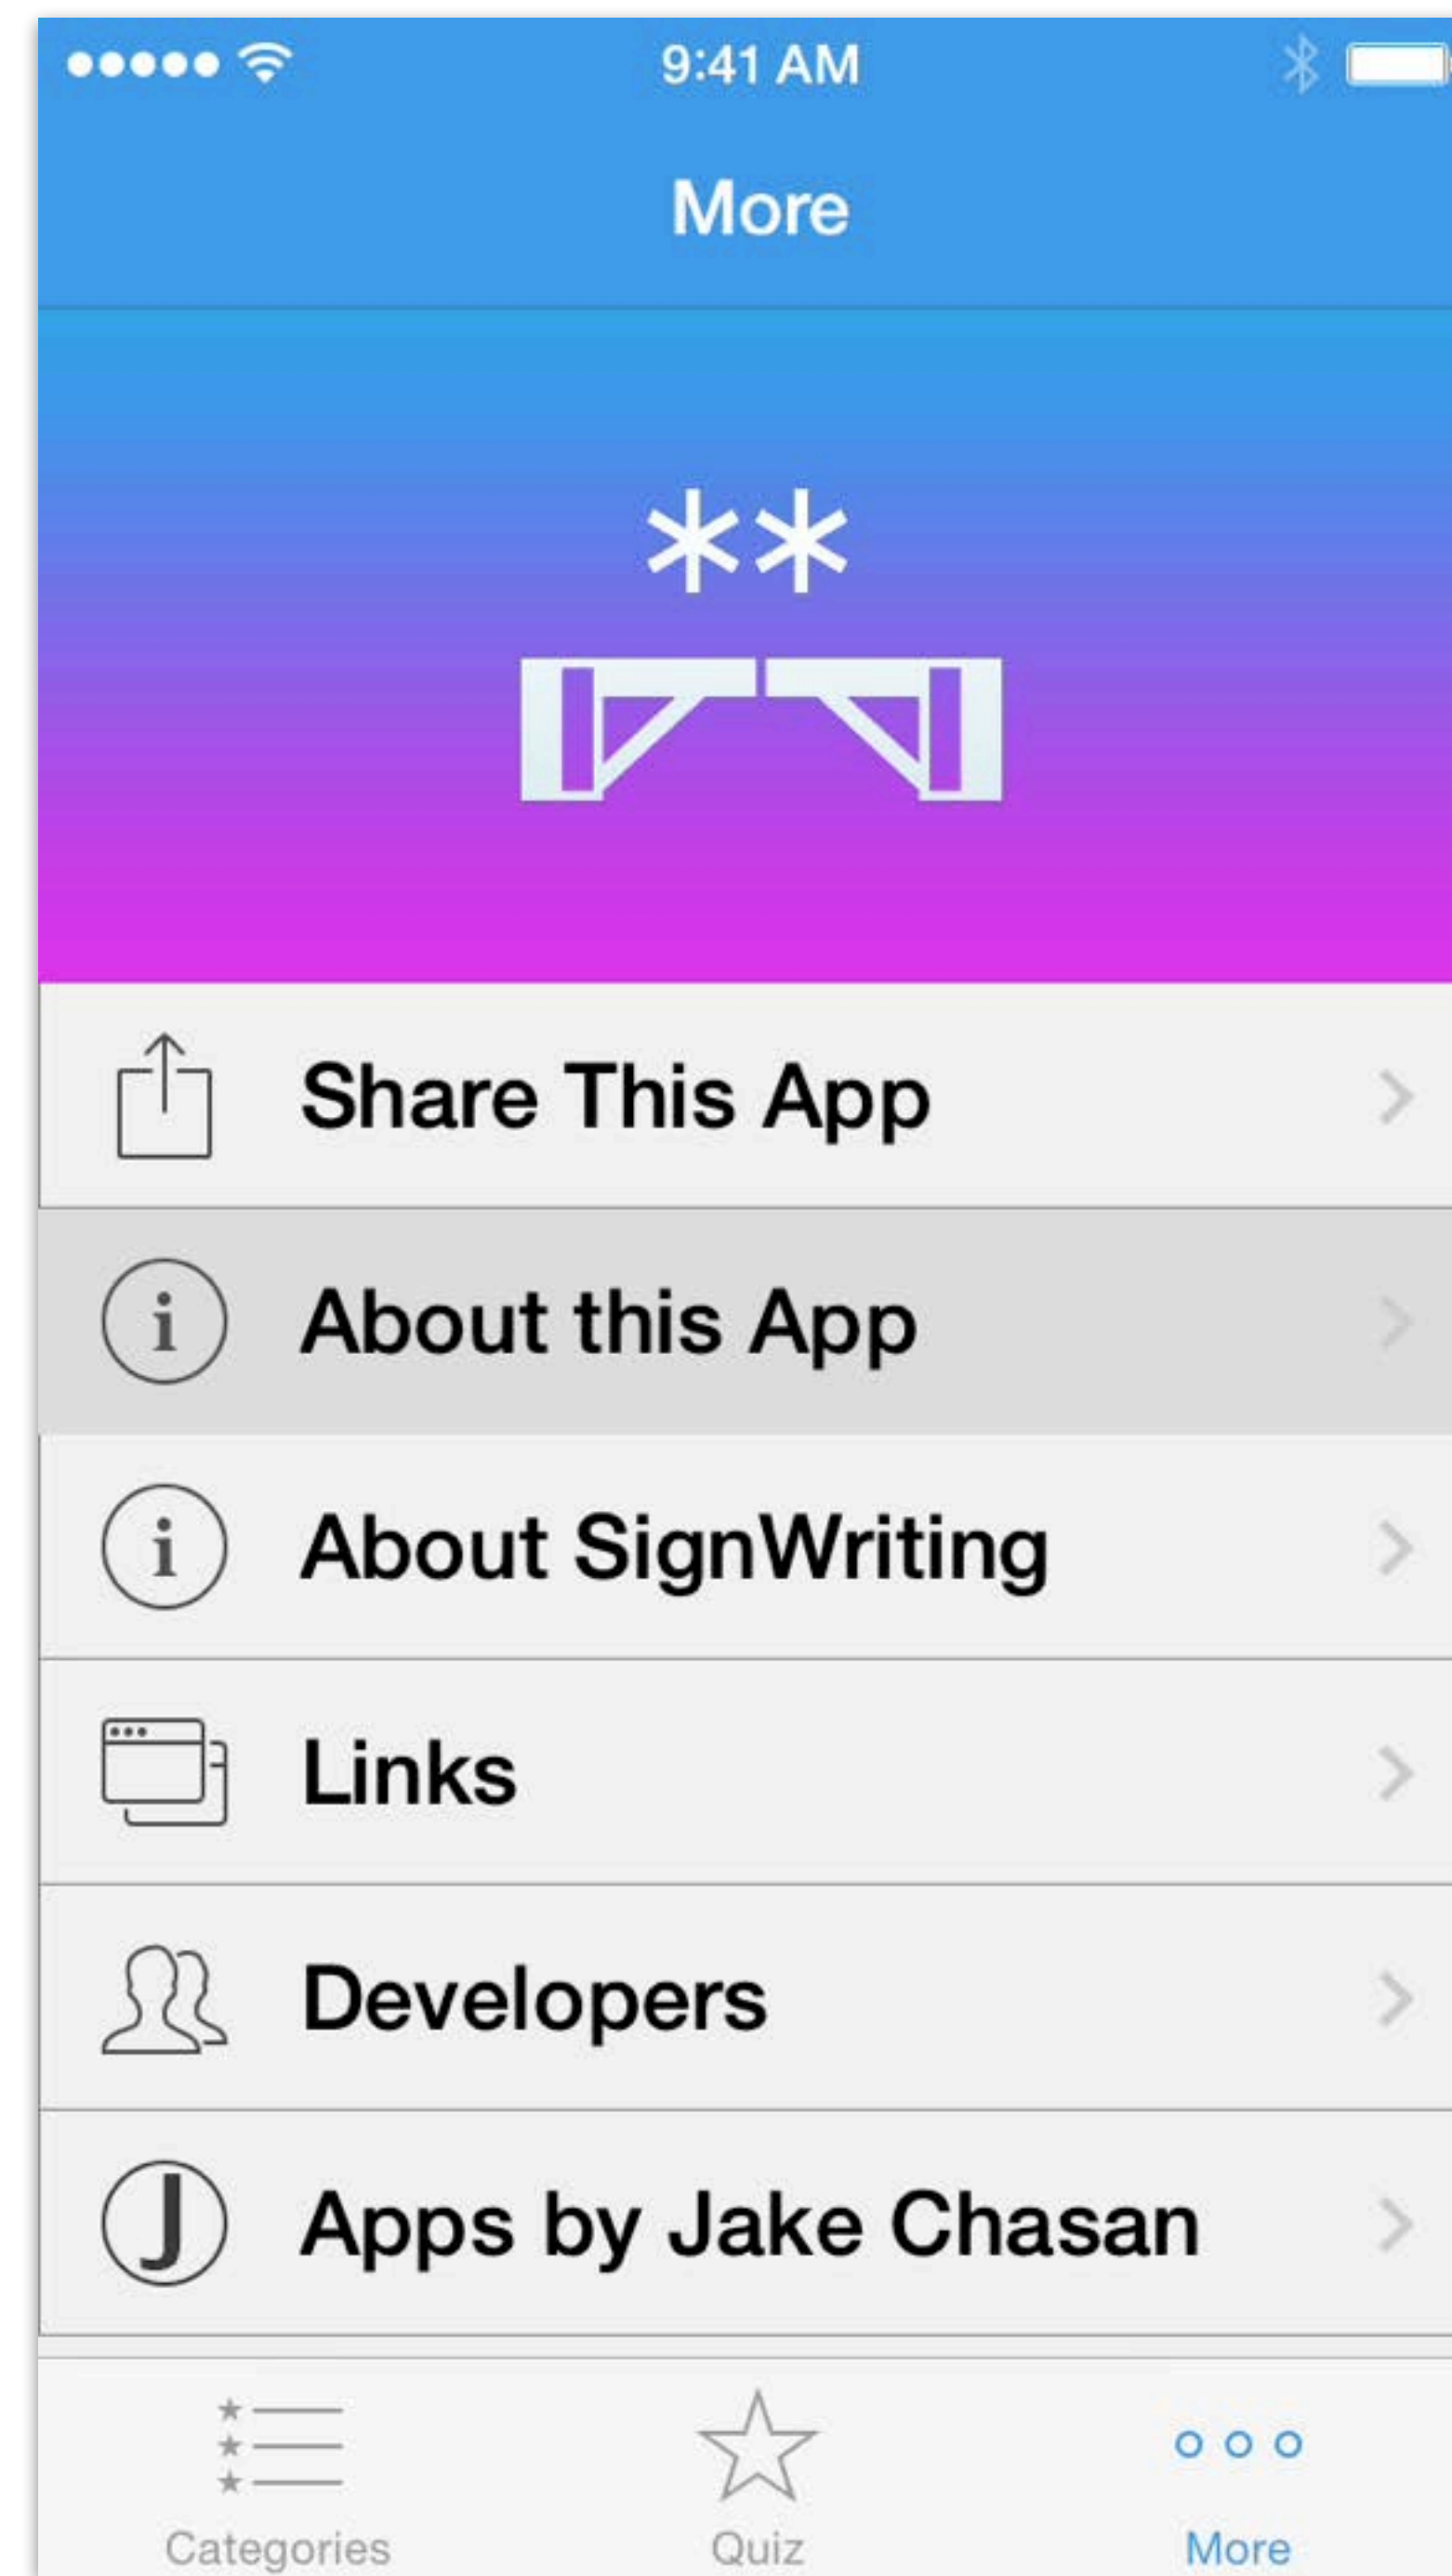 9:41 AM
More
**
Share This App
About this App
About SignWriting
Links
Developers
J Apps by Jake Chasan
Categories
Quiz
More